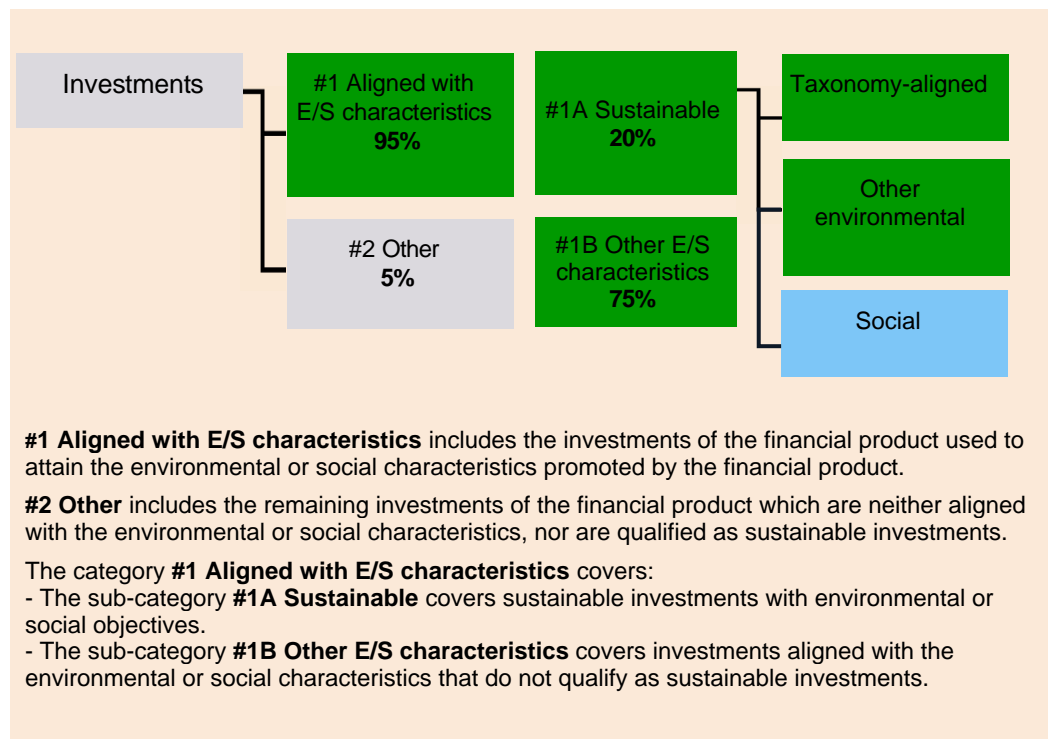 Investments
#1 Aligned with
E/S characteristics
95%
#2 Other
5%
#1A Sustainable
20%
#1B Other E/S
characteristics
75%
Taxonomy-aligned
Other
environmental
Social
#1 Aligned with E/S characteristics includes the investments of the financial product used to
attain the environmental or social characteristics promoted by the financial product.
#2 Other includes the remaining investments of the financial product which are neither aligned
with the environmental or social characteristics, nor are qualified as sustainable investments.
The category #1 Aligned with E/S characteristics covers:
- The sub-category #1A Sustainable covers sustainable investments with environmental or
social objectives.
- The sub-category #1B Other E/S characteristics covers investments aligned with the
environmental or social characteristics that do not qualify as sustainable investments.